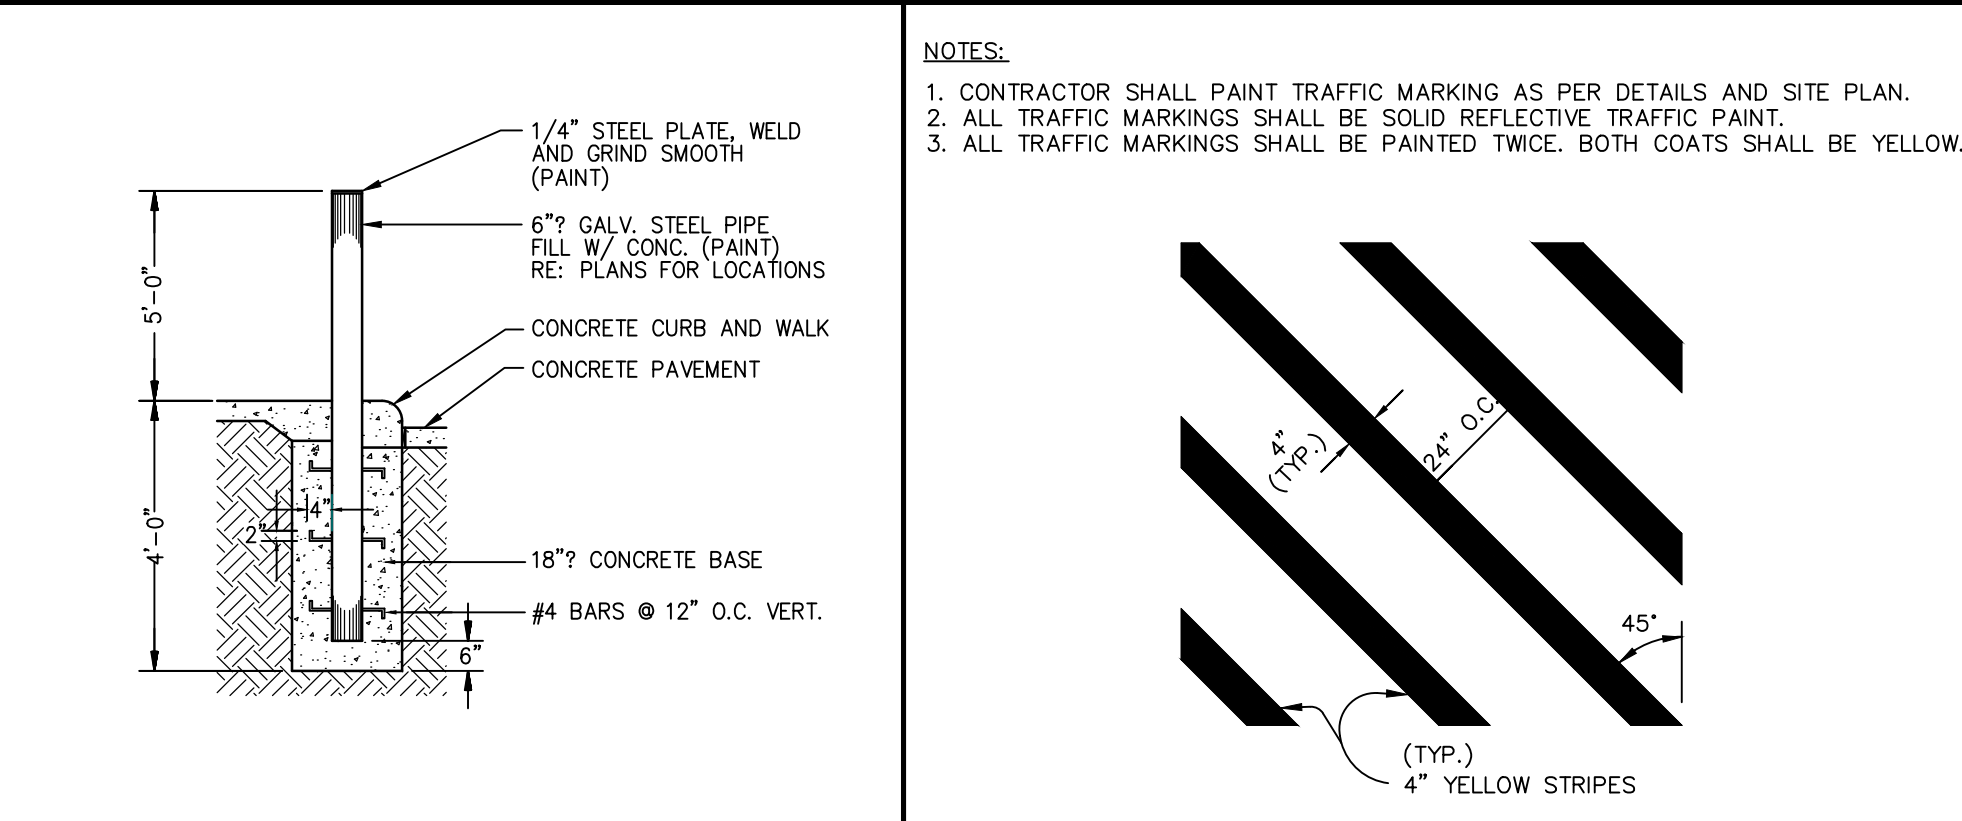 1/4" STEEL PLATE, WELD
AND GRIND SMOOTH
(PAINT)
6"? GALV. STEEL PIPE
FILL W/ CONC. (PAINT)
RE: PLANS FOR LOCATIONS
CONCRETE CURB AND WALK
CONCRETE PAVEMENT
5'-0"
4'-0"
4"
2"
18"? CONCRETE BASE
#4 BARS @ 12" O.C. VERT.
6"
NOTES:
1. CONTRACTOR SHALL PAINT TRAFFIC MARKING AS PER DETAILS AND SITE PLAN.
2. ALL TRAFFIC MARKINGS SHALL BE SOLID REFLECTIVE TRAFFIC PAINT.
3. ALL TRAFFIC MARKINGS SHALL BE PAINTED TWICE. BOTH COATS SHALL BE YELLOW.
4"
(TYP.)
24" O.C.
45°
(TYP.)
4" YELLOW STRIPES